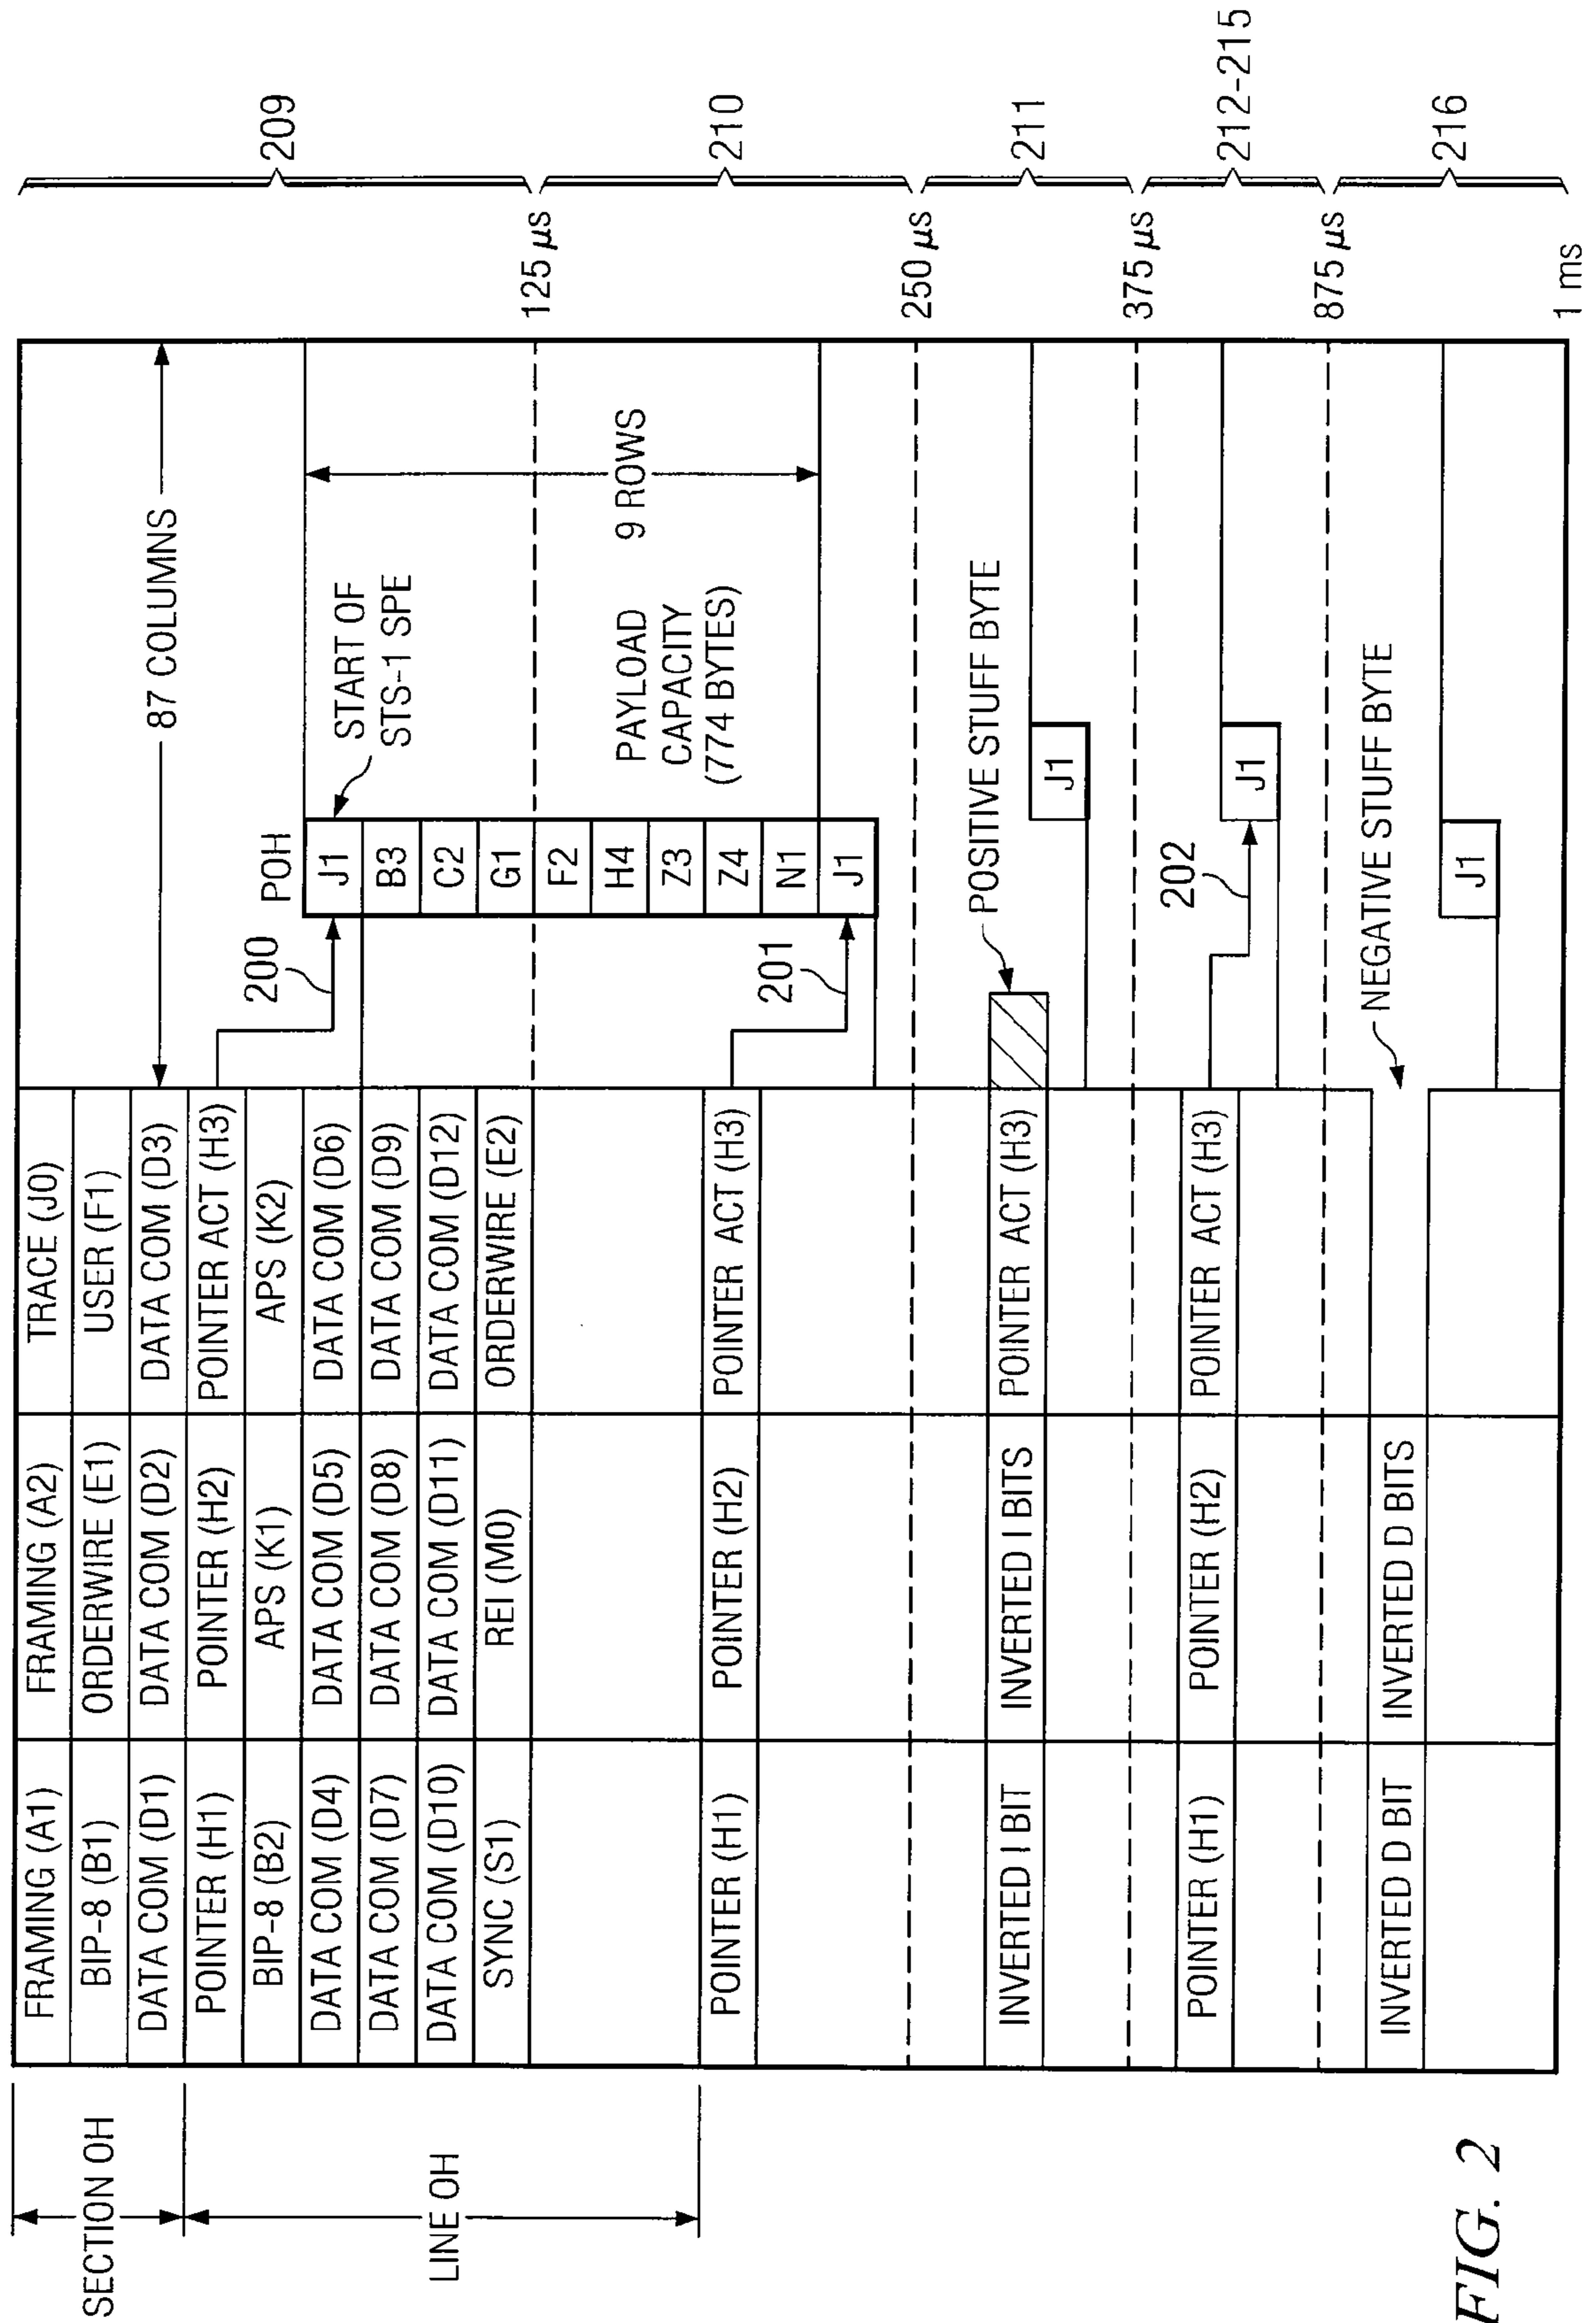 SECTION OH
LINE OH
FRAMING (A1)
FRAMING (A2)
TRACE (J0)
BIP-8 (B1)
ORDERWIRE (E1)
USER (F1)
DATA COM (D1)
DATA COM (D2)
DATA COM (D3)
POINTER (H1)
POINTER (H2)
POINTER ACT (H3)
BIP-8 (B2)
APS (K1)
APS (K2)
DATA COM (D4)
DATA COM (D5)
DATA COM (D6)
DATA COM (D7)
DATA COM (D8)
DATA COM (D9)
DATA COM (D10)
DATA COM (D11)
DATA COM (D12)
SYNC (S1)
REI (M0)
ORDERWIRE (E2)
POINTER (H1)
POINTER (H2)
POINTER ACT (H3)
INVERTED I BIT
INVERTED I BITS
POINTER ACT (H3)
POINTER (H1)
POINTER (H2)
POINTER ACT (H3)
INVERTED D BIT
INVERTED D BITS
87 COLUMNS
200
POH
J1
B3
C2
G1
F2
H4
Z3
Z4
N1
J1
START OF
STS-1 SPE
201
PAYLOAD
CAPACITY
(774 BYTES)
9 ROWS
POSITIVE STUFF BYTE
J1
202
J1
NEGATIVE STUFF BYTE
J1
209
125 µs
210
250 µs
211
375 µs
212-215
875 µs
216
1 ms
FIG. 2